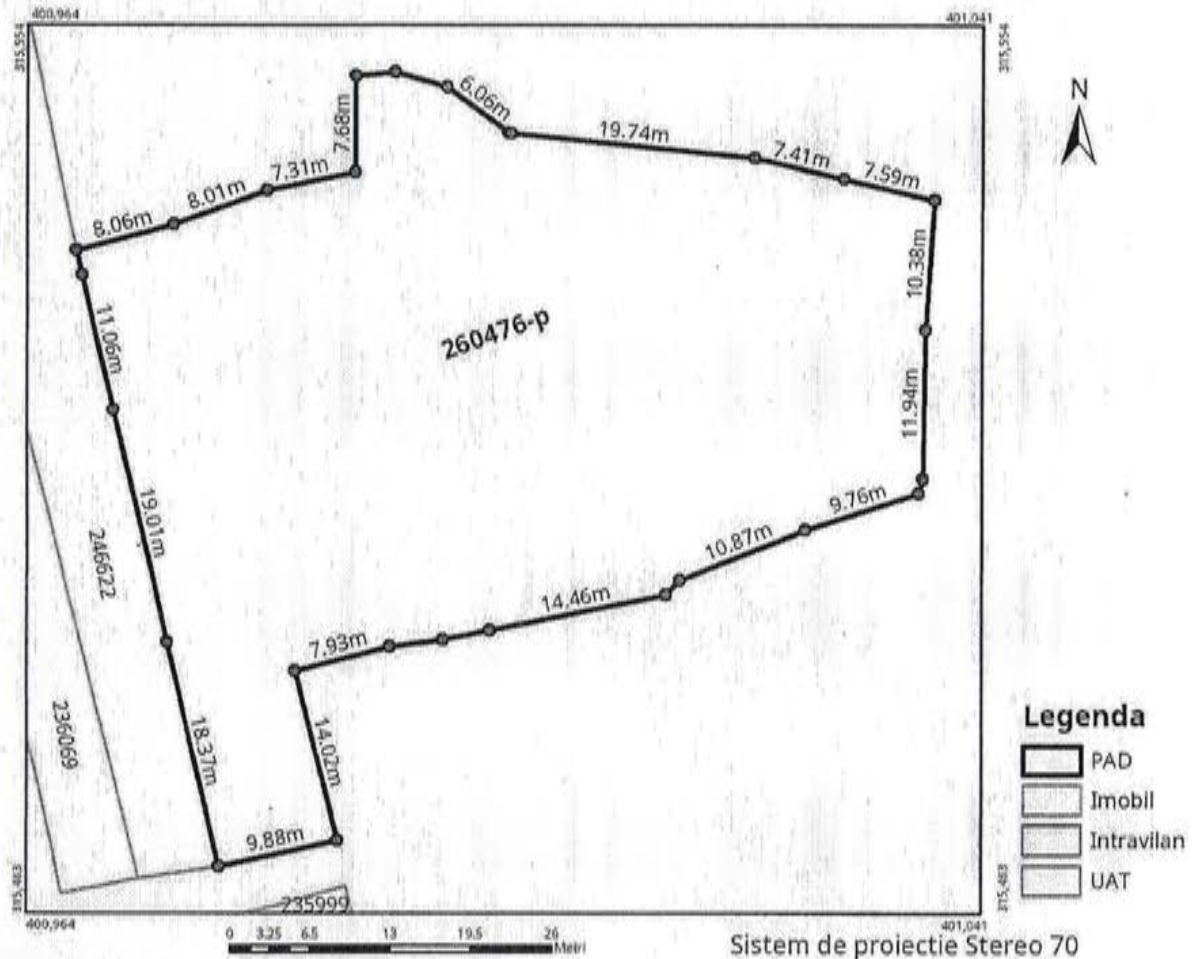 400,964
401,041
315,554
315,554
N
6.06m
7.68m
19.74m
7.41m
7.59m
7.31m
8.01m
8.06m
10.38m
11.06m
260476-p
11.94m
9.76m
19.01m
246622
10.87m
14.46m
7.93m
236069
18.37m
14.02m
9.88m
Legenda
PAD
Imobil
Intravilan
UAT
315,483
315,483
235999
400,964
401,041
0 3.25 6.5 13 19.5 26
Metri
Sistem de proiectie Stereo 70